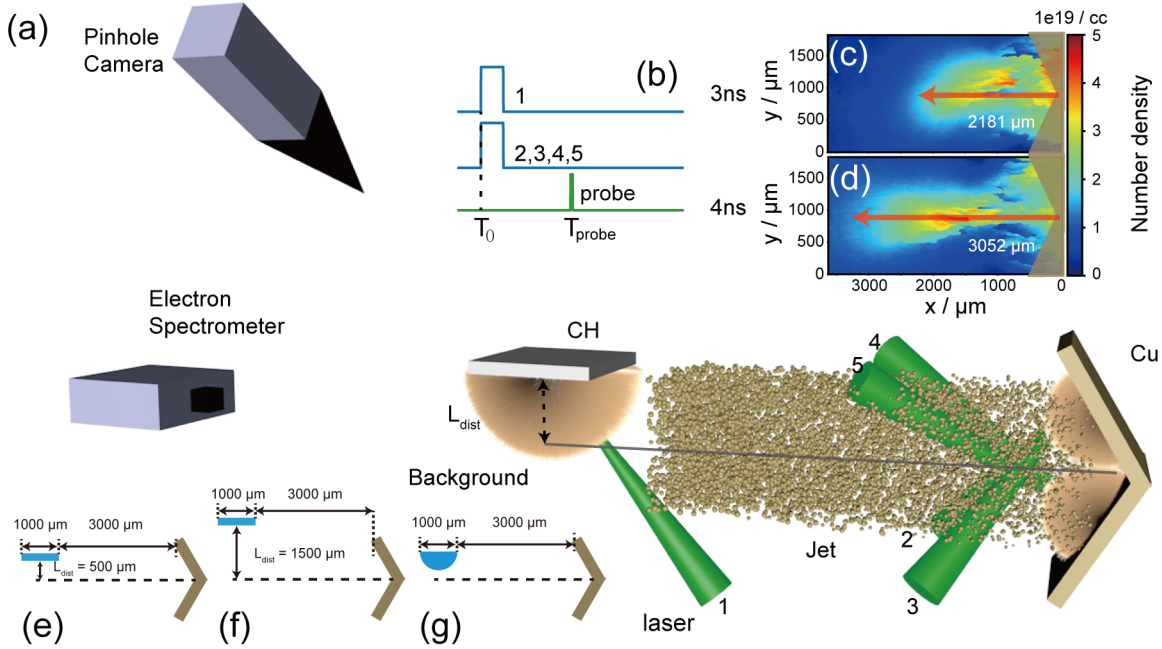 (a)
Pinhole
Camera
(b)
1
2,3,4,5
probe
T0
Tprobe
3ns
4ns
(c)
2181 μm
(d)
3052 μm
y / μm
1500
1000
500
0
y / μm
1500
1000
500
0
3000
2000
1000
0
x / μm
1e19 / cc
5
4
3
2
1
0
Number density
Electron
Spectrometer
CH
Ldist
Background
4
5
2
3
1
Cu
Jet
laser
1000 μm
3000 μm
Ldist = 500 μm
(e)
1000 μm
3000 μm
Ldist = 1500 μm
(f)
1000 μm
3000 μm
(g)